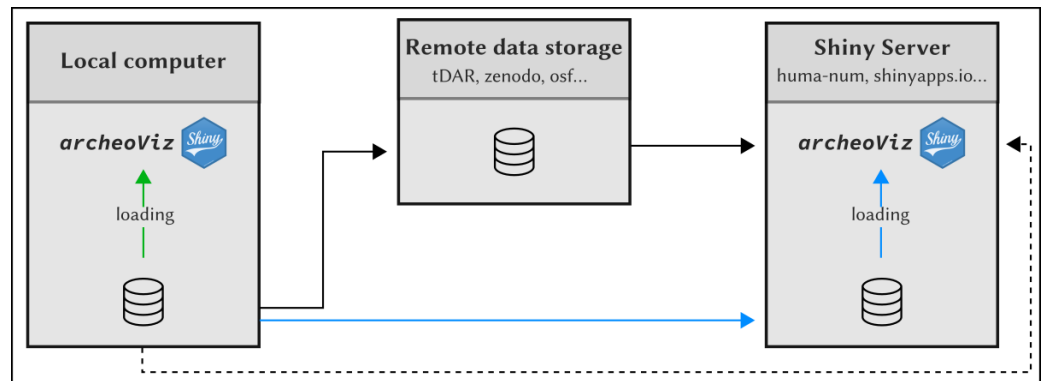 Local computer
archeoViz Shiny
loading
Remote data storage
tDAR, zenodo, osf...
Shiny Server
huma-num, shinyapps.io...
archeoViz Shiny
loading